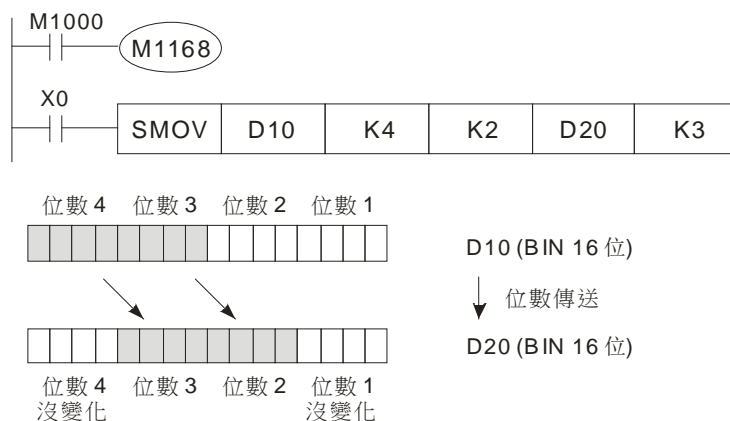 M1000
M1168
X0
SMOV D10 K4 K2 D20 K3
位數 4 位數 3 位數 2 位數 1
D10 (BIN 16 位)
位數傳送
D20 (BIN 16 位)
位數 4 位數 3 位數 2 位數 1
沒變化 沒變化